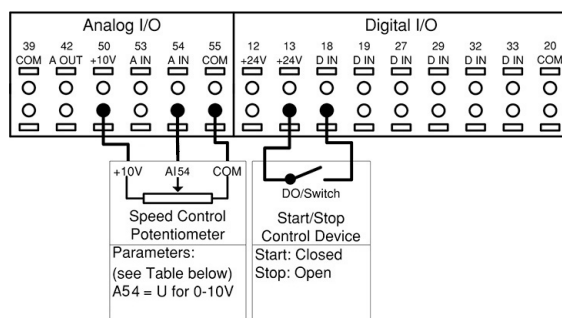 Analog I/O
Digital I/O
39 42 50 53 54 55 12 13 18 19 27 29 32 33 20
COM A OUT +10V A IN A IN COM +24V +24V D IN D IN D IN D IN D IN D IN COM
+10V AI54 COM
DO/Switch
Speed Control
Potentiometer
Start/Stop
Control Device
Parameters:
(see Table below)
A54 = U for 0-10V
Start: Closed
Stop: Open